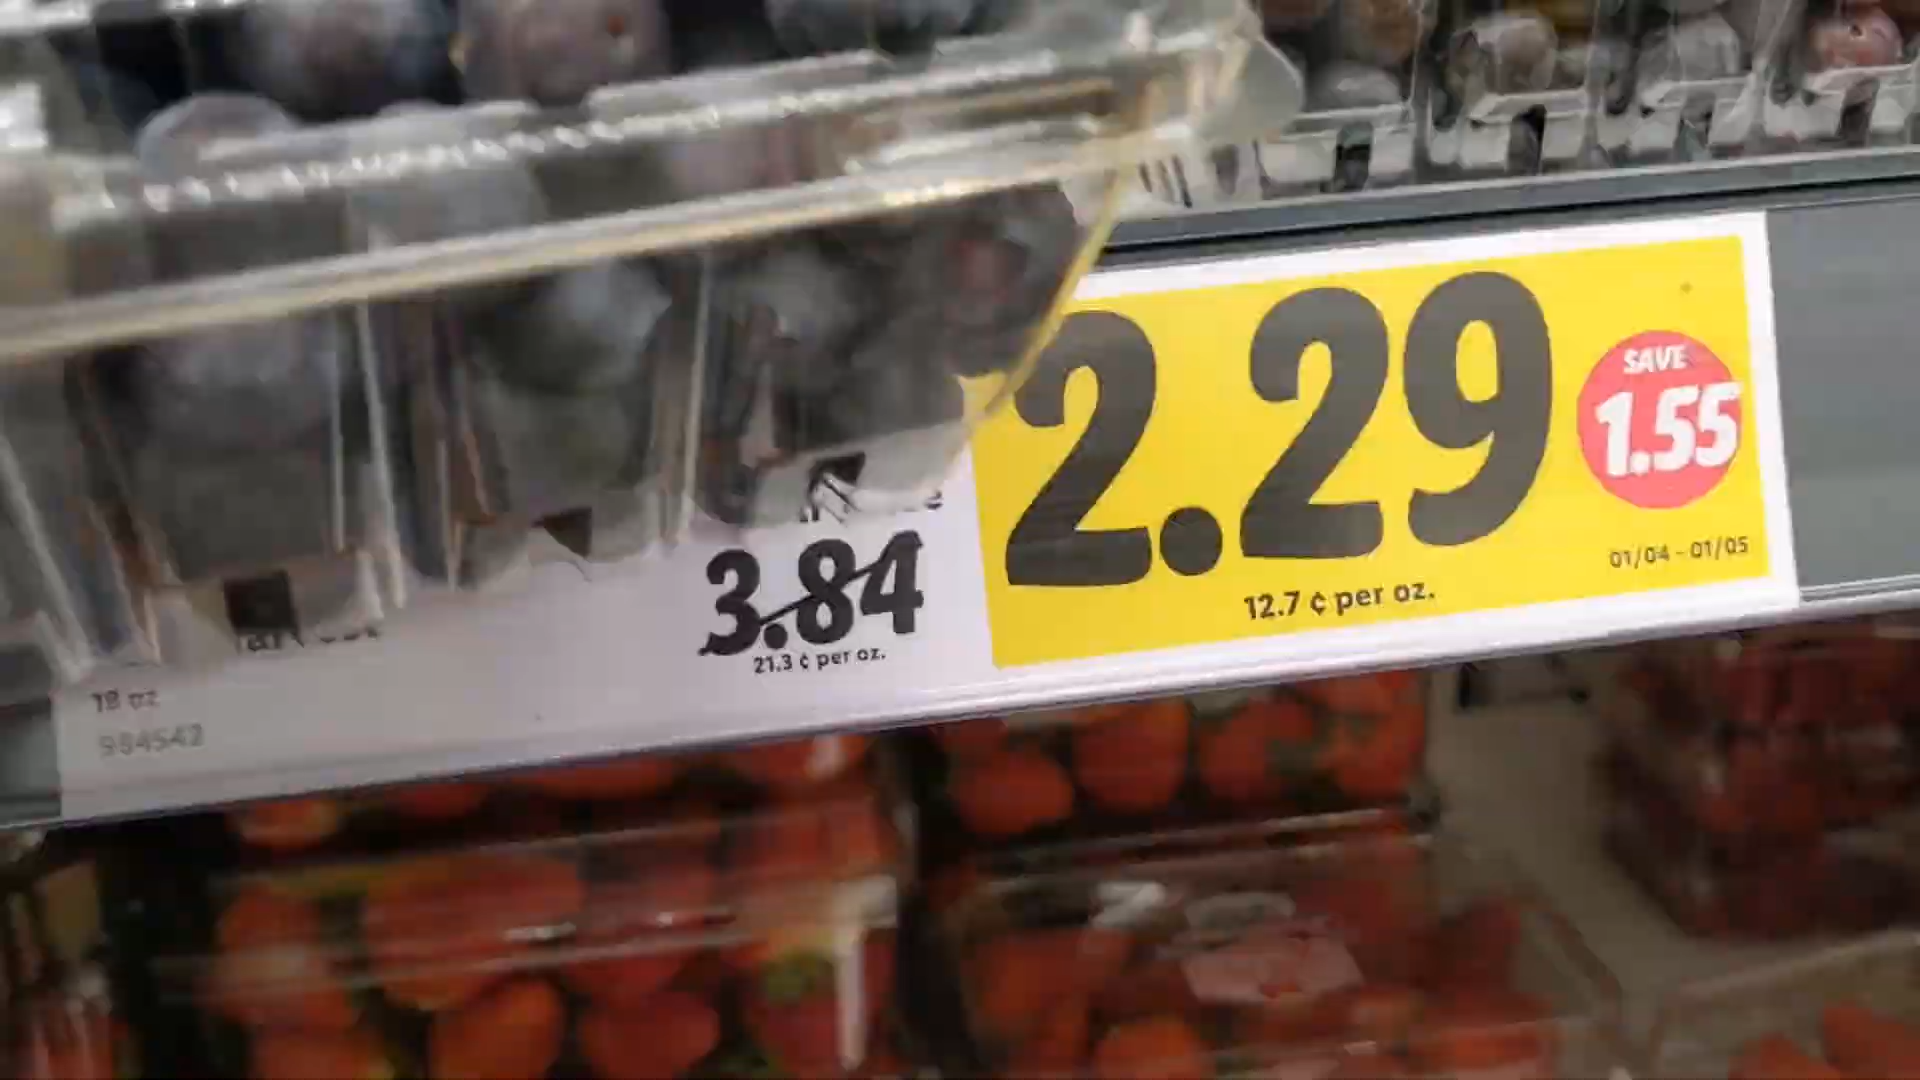 3.84
21.3 ¢ per oz.
18 oz
984542
2.29
12.7 ¢ per oz.
SAVE
1.55
01/04 - 01/05